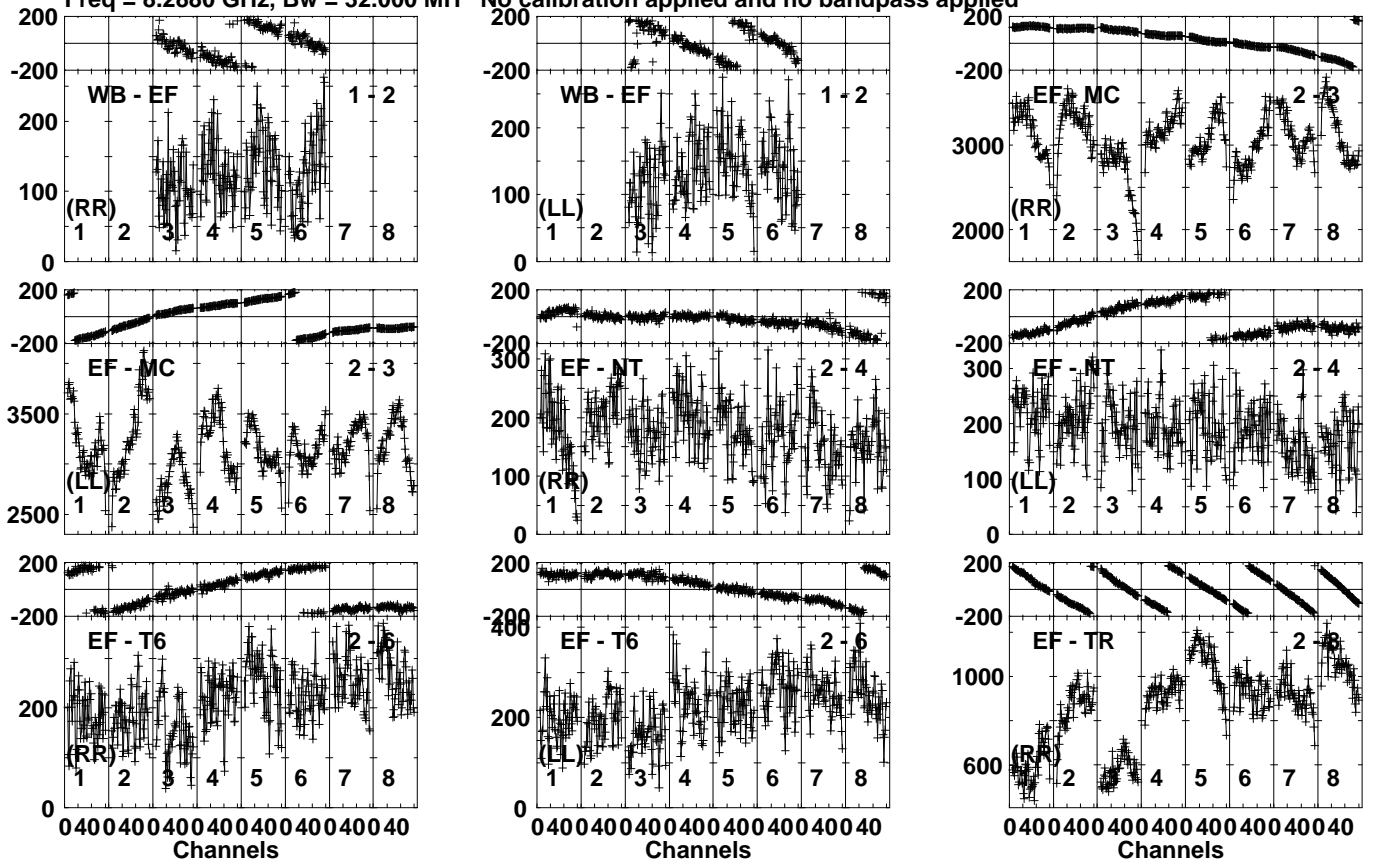 Freq = 8.2880 GHz, Bw = 32.000 MH No calibration applied and no bandpass applied
200 200 200
-200 -200 -200
WB - EF 1 - 2 WB - EF 1 - 2 EF - MC 2 - 3
200 200 3000
100 100 2000
(RR) (LL) (RR)
1 2 3 4 5 6 7 8 1 2 3 4 5 6 7 8 1 2 3 4 5 6 7 8
0 0
200 200 200
-200 -200 -200
EF - MC 2 - 3 EF - NT 2 - 4 EF - NT 2 - 4
3500 300 300
200 200
100 100
(LL) (RR) (LL)
2500 1 2 3 4 5 6 7 8 1 2 3 4 5 6 7 8 1 2 3 4 5 6 7 8
0 0
200 200 200
-200 -200 -200
400
EF - T6 2 - 6 EF - T6 2 - 6 EF - TR 2 - 8
200 200 1000
(RR) (LL) (RR)
600
1 2 3 4 5 6 7 8 1 2 3 4 5 6 7 8 1 2 3 4 5 6 7 8
0 0
0 40 0 40 0 40 0 40 0 40 0 40 0 40 0 40 0 40 0 40 0 40 0 40 0 40 0 40 0 40 0 40 0 40 0 40 0 40 0 40 0 40 0 40 0 40 0 40
Channels Channels Channels